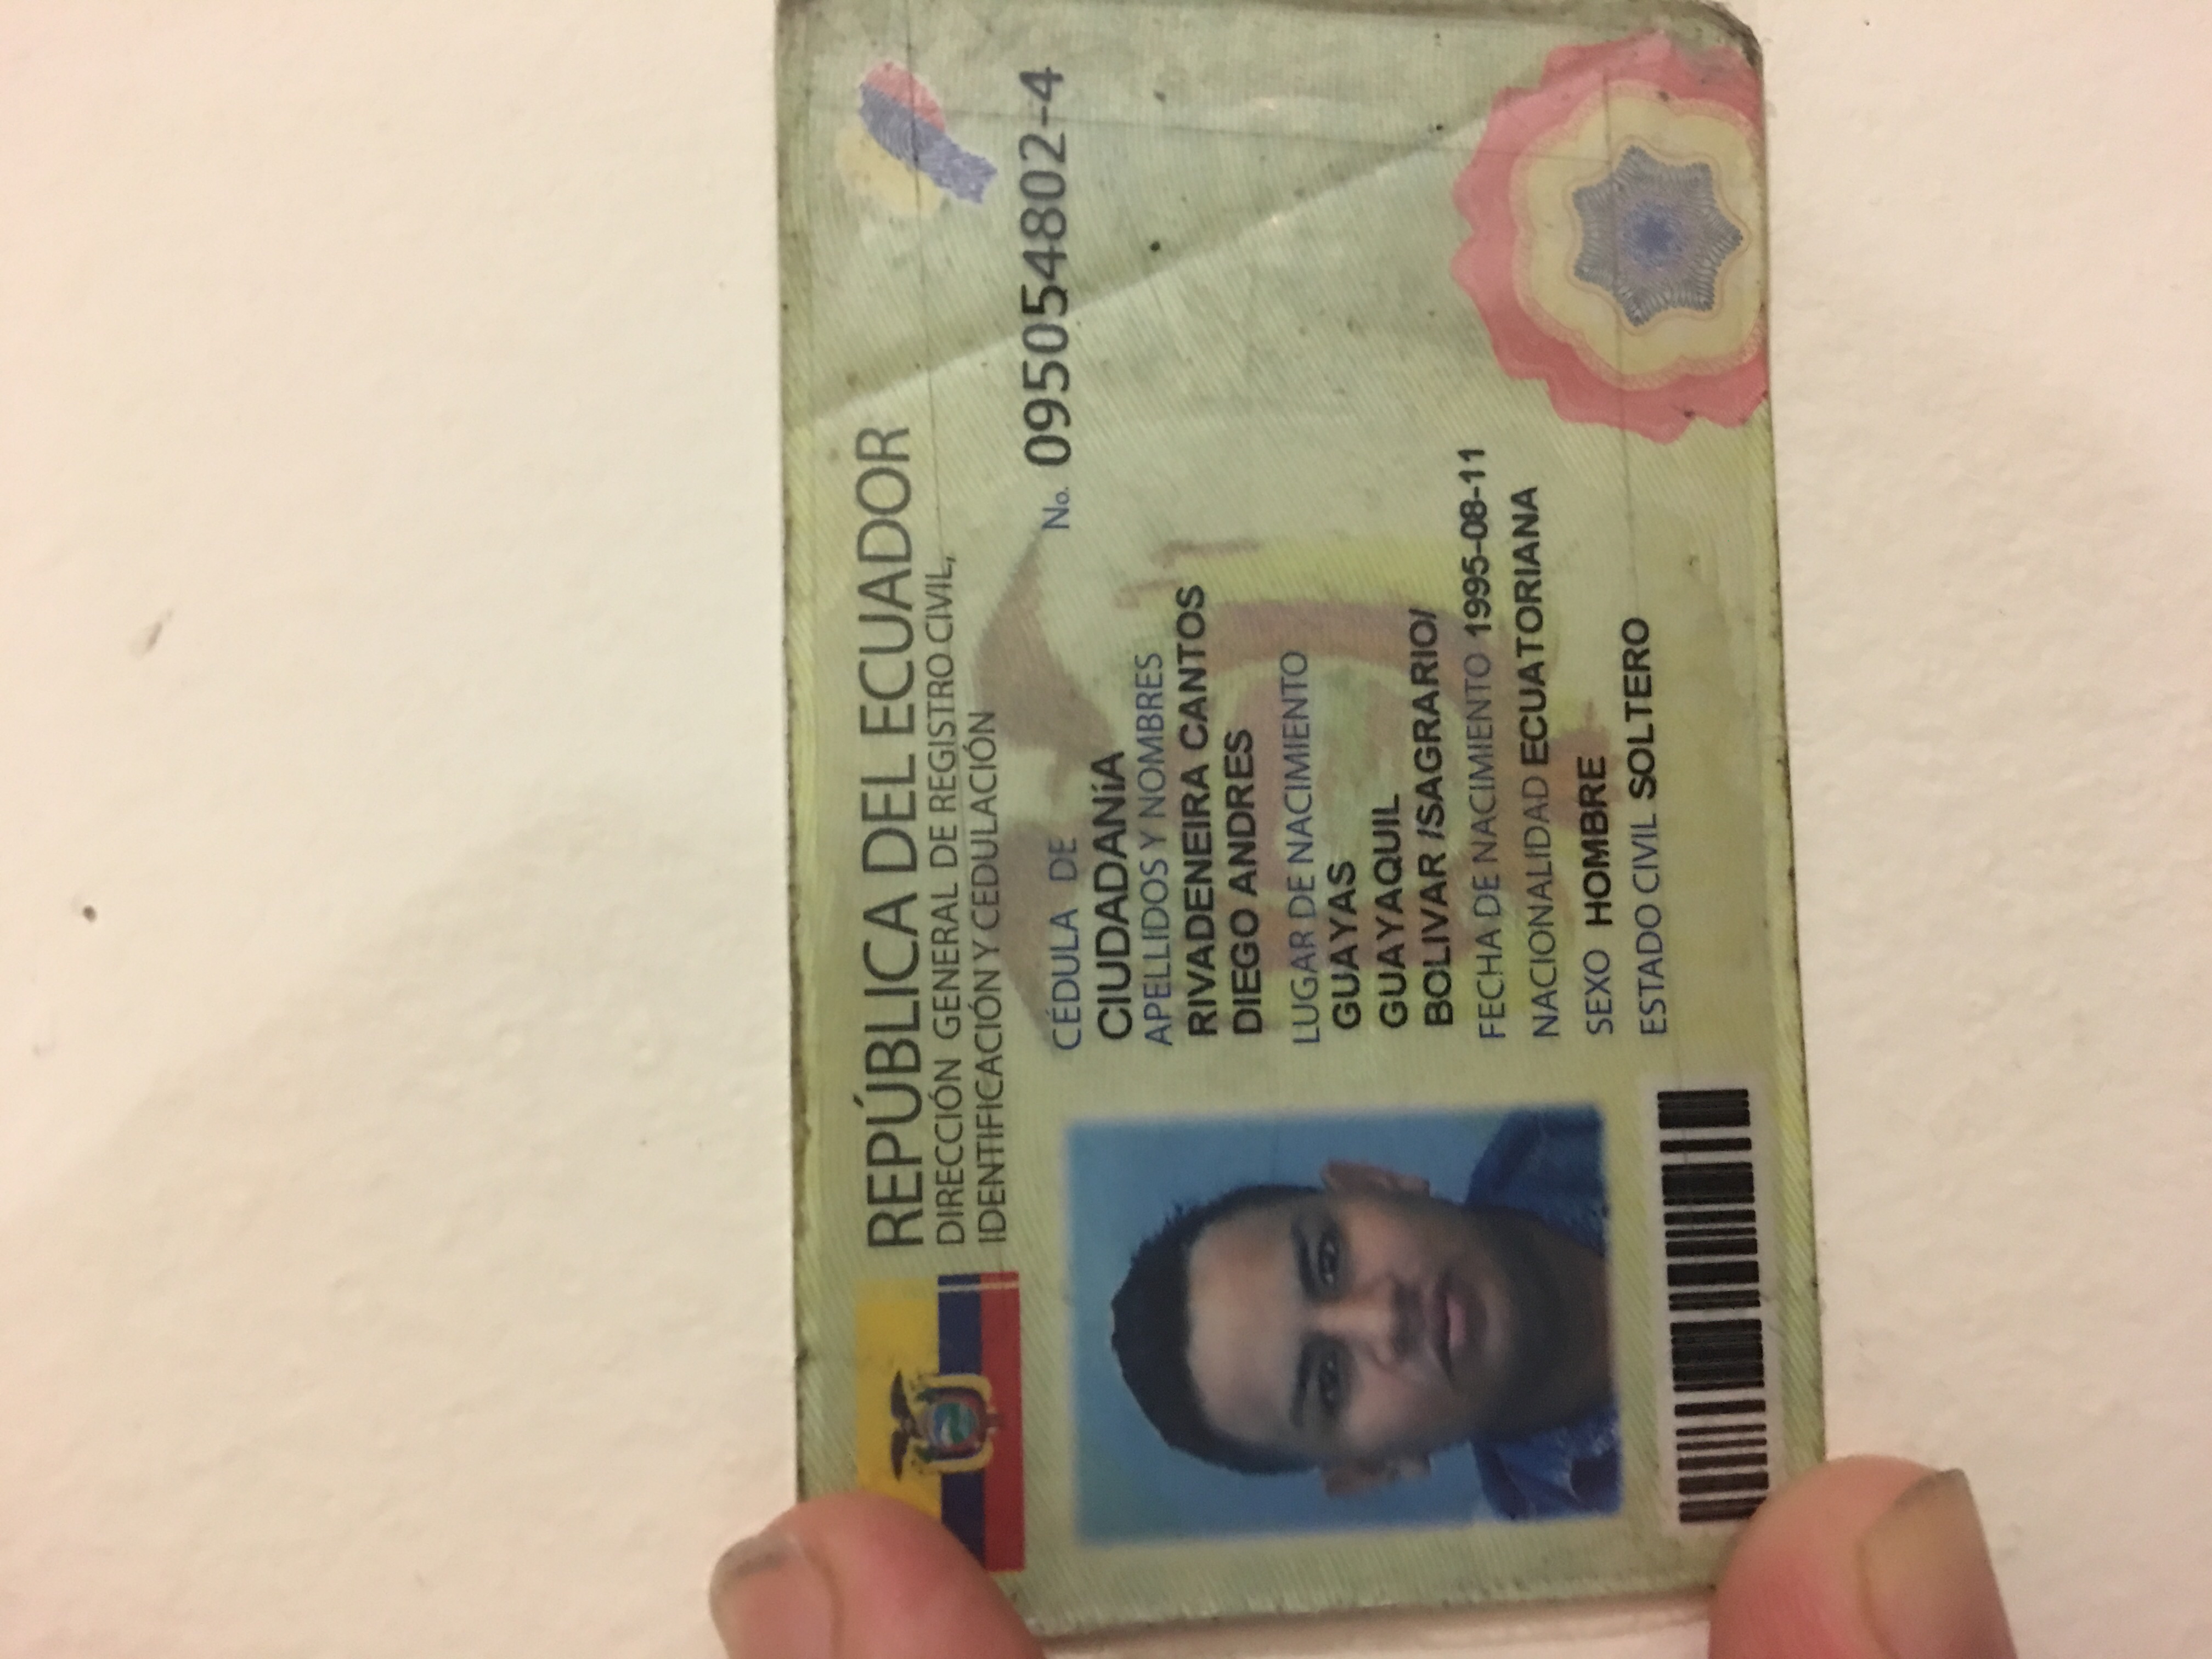 REPÚBLICA DEL ECUADOR
DIRECCIÓN GENERAL DE REGISTRO CIVIL,
IDENTIFICACIÓN Y CEDULACIÓN
CÉDULA DE
CIUDADANíA
No. 095054802-4
APELLIDOS Y NOMBRES
RIVADENEIRA CANTOS
DIEGO ANDRES
LUGAR DE NACIMIENTO
GUAYAS
GUAYAQUIL
BOLIVAR /SAGRARIO/
FECHA DE NACIMIENTO 1995-08-11
NACIONALIDAD ECUATORIANA
SEXO HOMBRE
ESTADO CIVIL SOLTERO